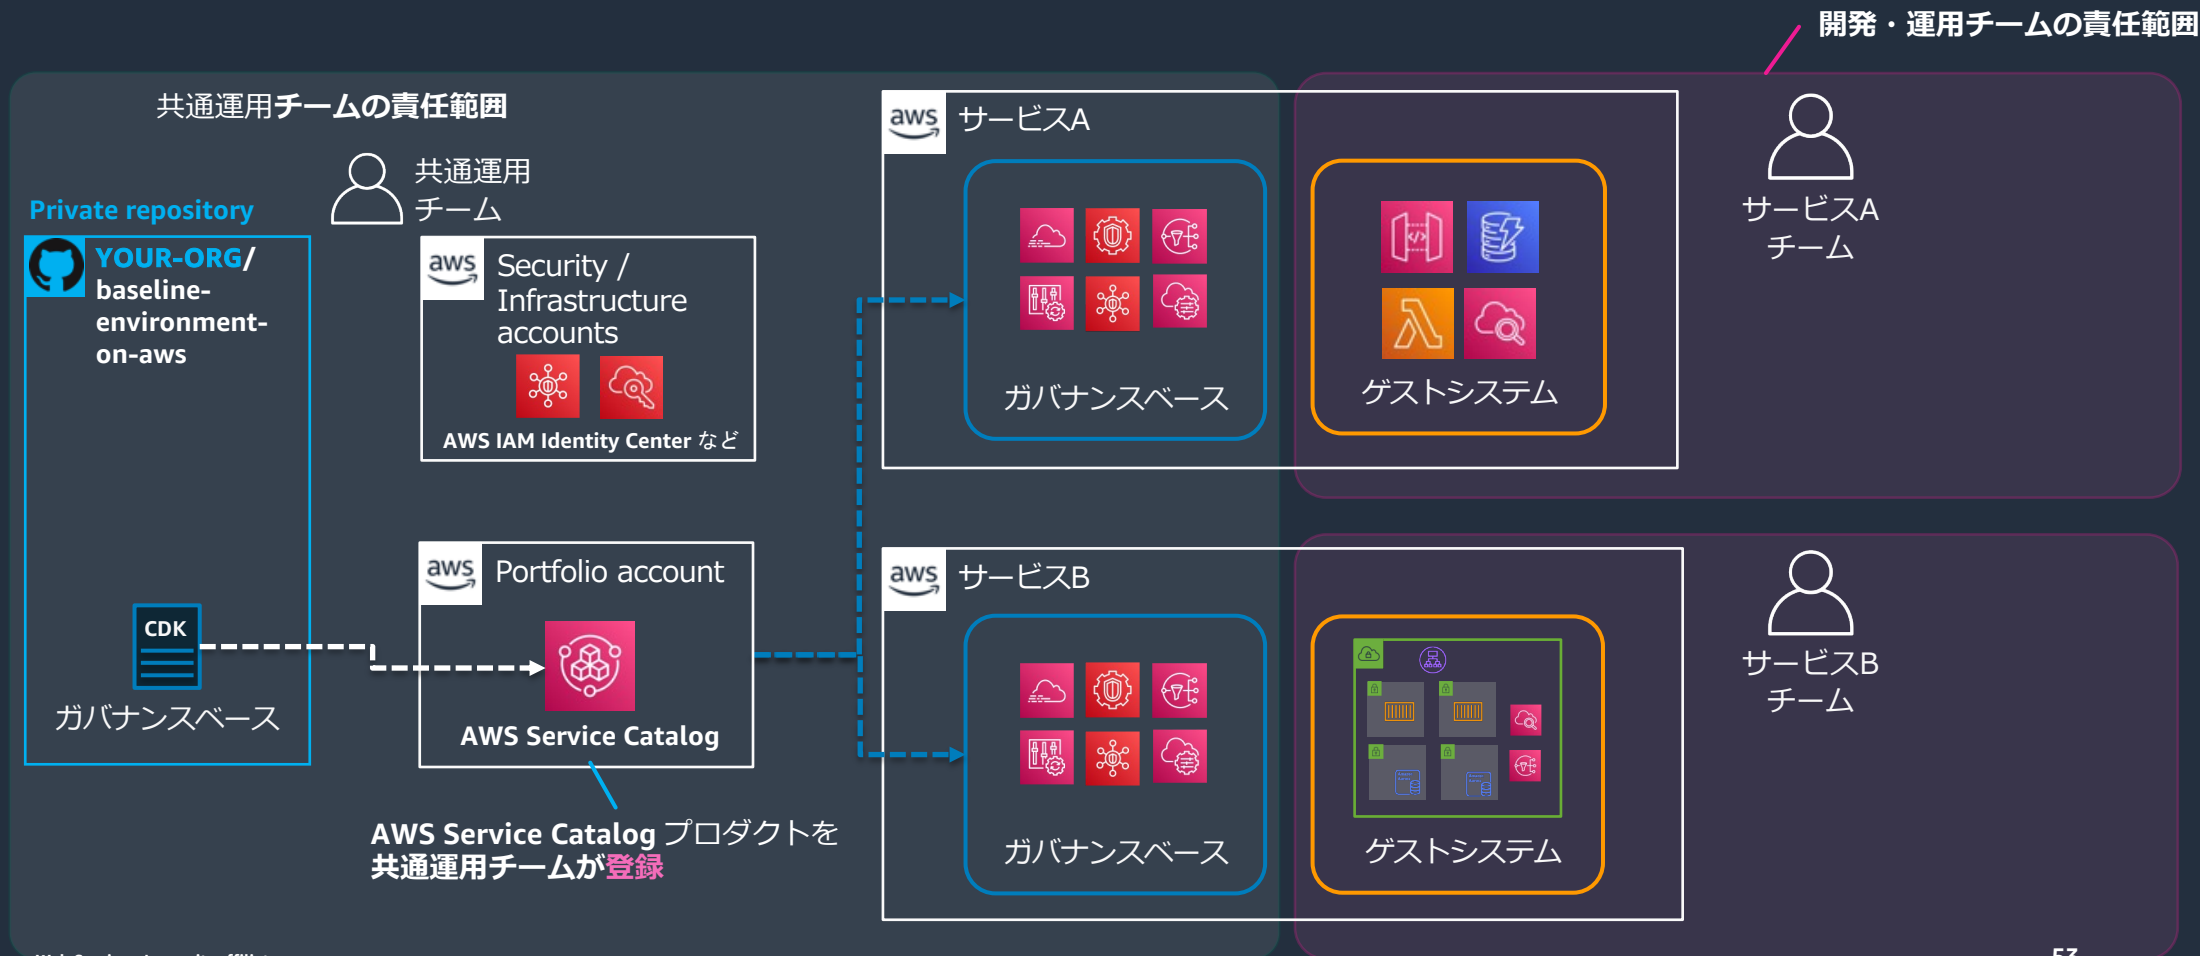 開発・運用チームの責任範囲
共通運用チームの責任範囲
共通運用
チーム
Private repository
YOUR-ORG/
baseline-
environment-
on-aws
CDK
ガバナンスベース
aws
Security /
Infrastructure
accounts
AWS IAM Identity Center など
aws
Portfolio account
AWS Service Catalog
AWS Service Catalog プロダクトを
共通運用チームが登録
aws
サービスA
ガバナンスベース
ゲストシステム
サービスA
チーム
aws
サービスB
ガバナンスベース
ゲストシステム
サービスB
チーム